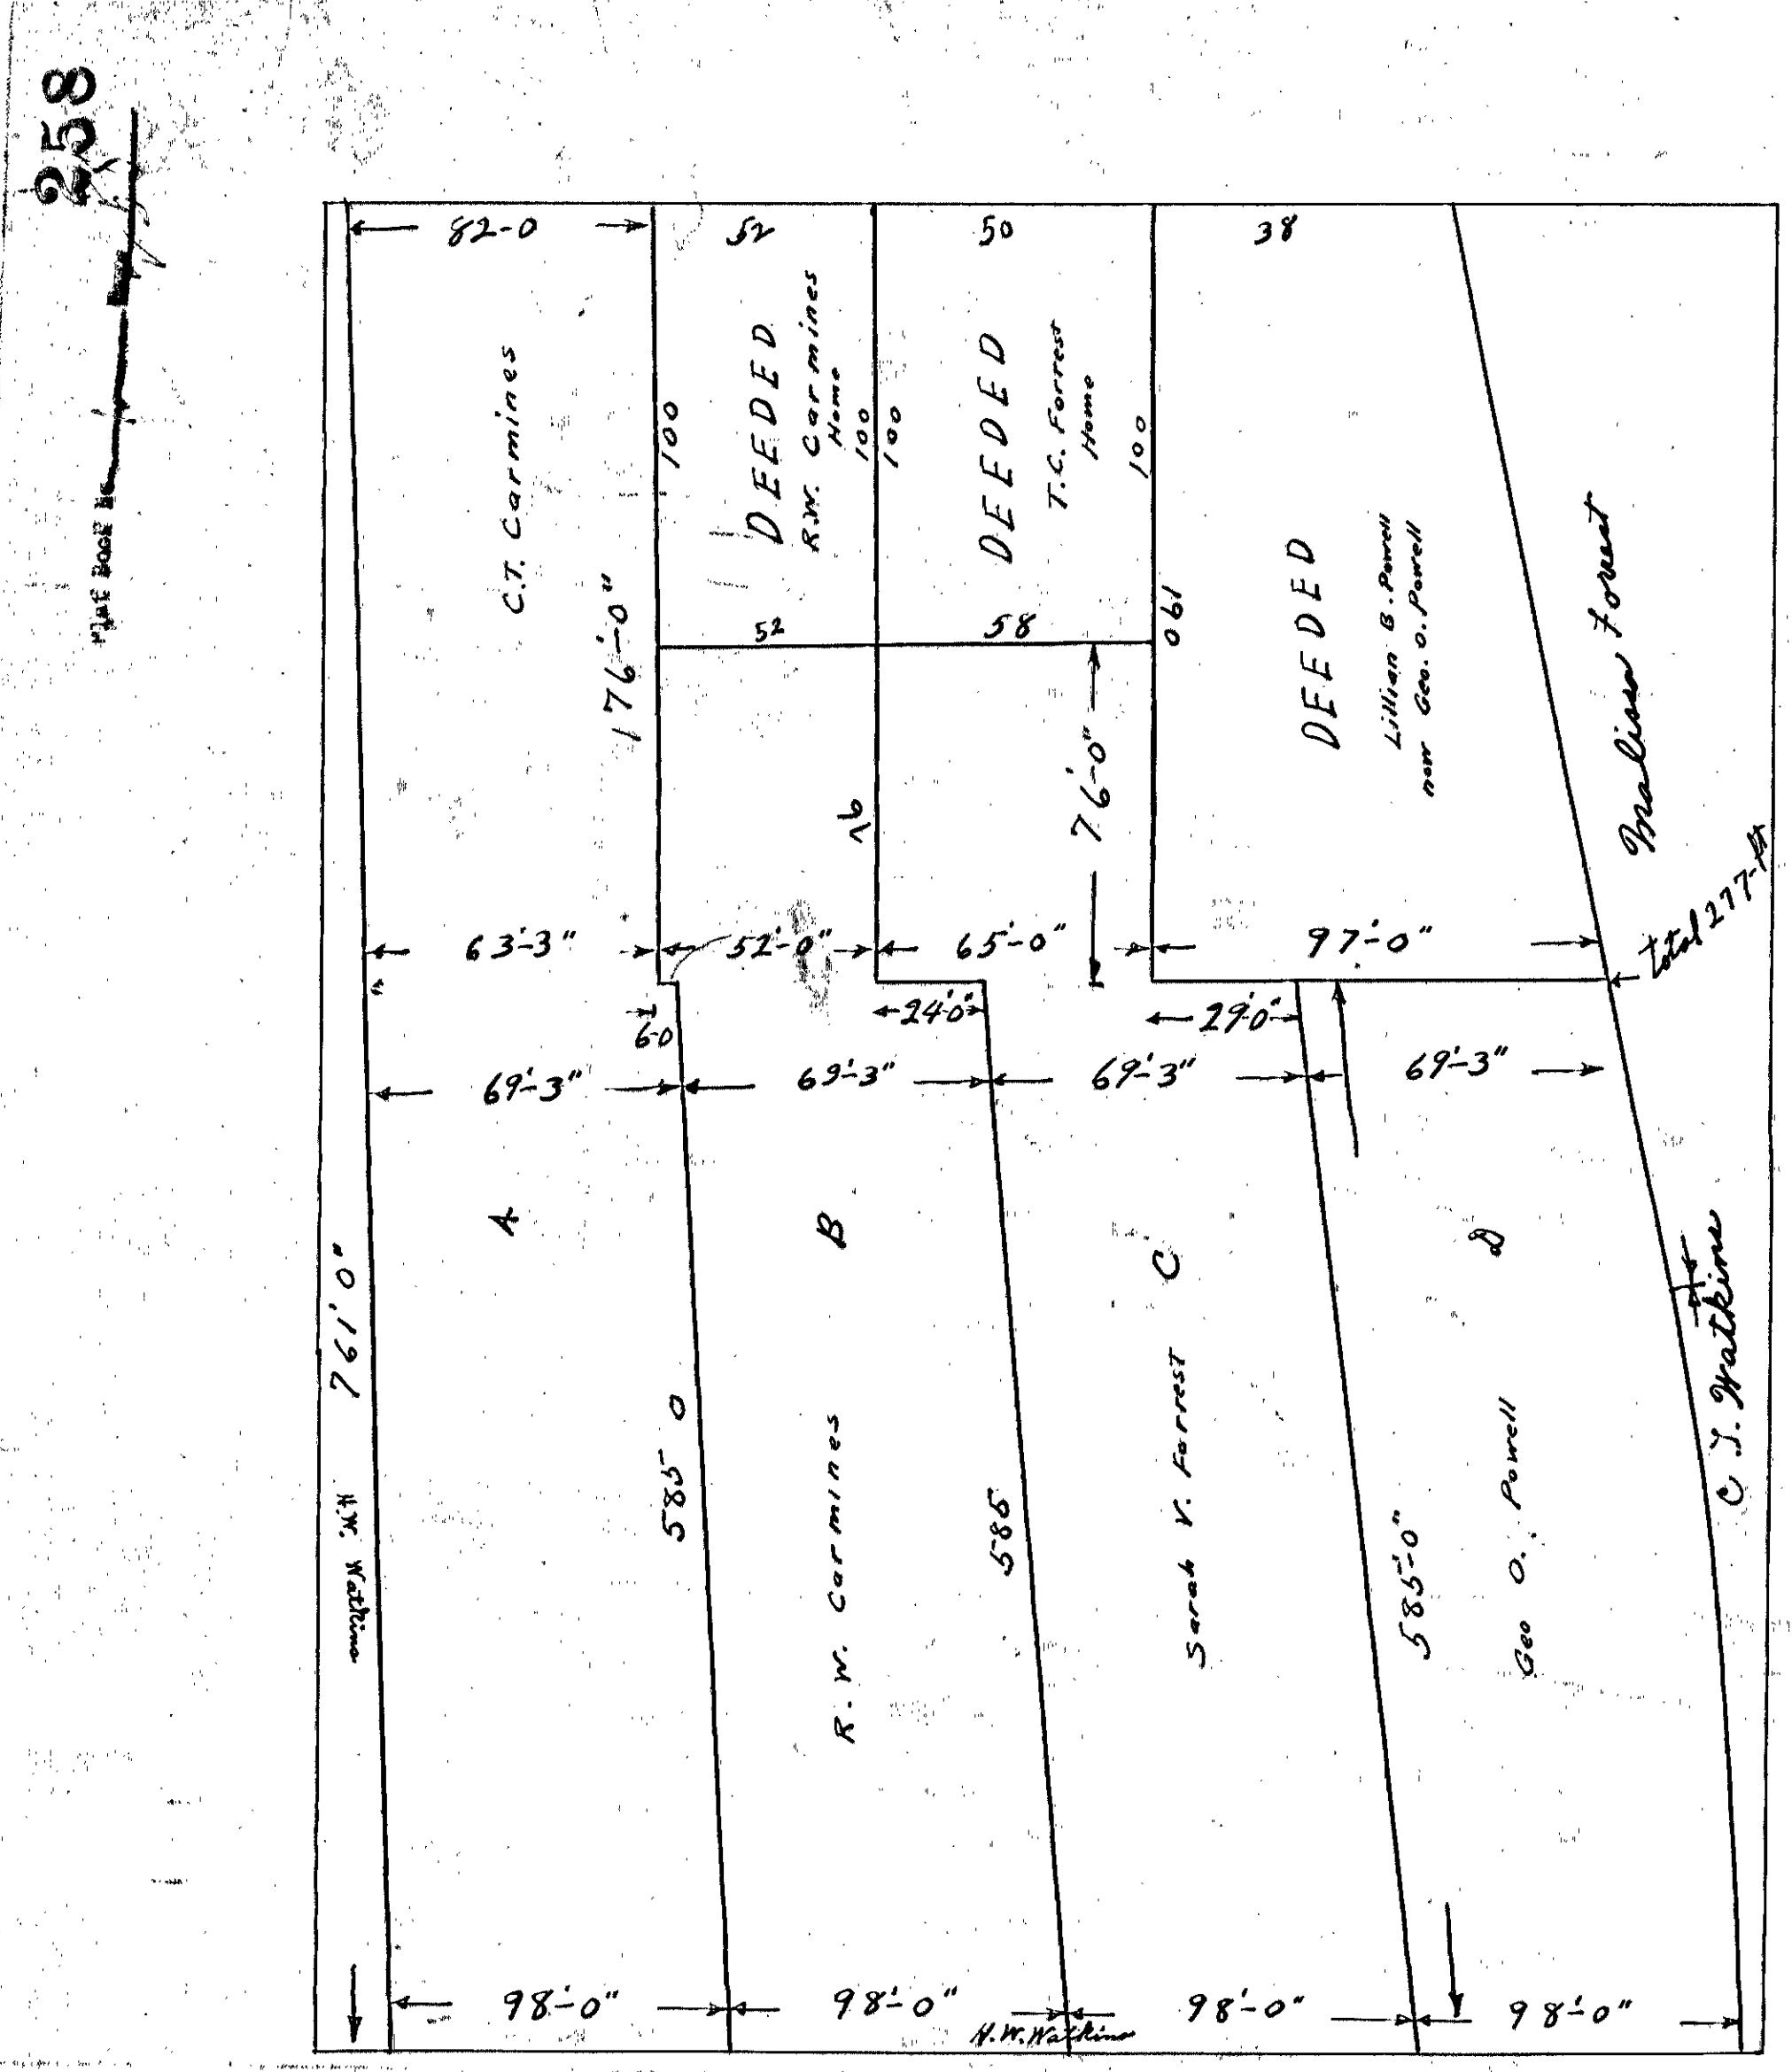 258
Plat Book No
82-0
52
50
38
C.T. Carmines
176'-0"
100
DEEDED
R.W. Carmines
Home
100
100
DEEDED
T.C. Forrest
Home
100
190
DEEDED
Lillian B. Powell
now Geo. O. Powell
Malissa Forest
52
58
76'-0"
63'-3"
52'-0"
65'-0"
97'-0"
total 277-ft
6-0
24'-0"
29'-0"
69'-3"
69'-3"
69'-3"
69'-3"
A
B
C
D
791'0"
H.W. Watkins
585 0
R.W. Carmines
585
Sarah V. Forrest
585'-0"
Geo O. Powell
C T. Watkins
98'-0"
98'-0"
98'-0"
98'-0"
H.W. Watkins